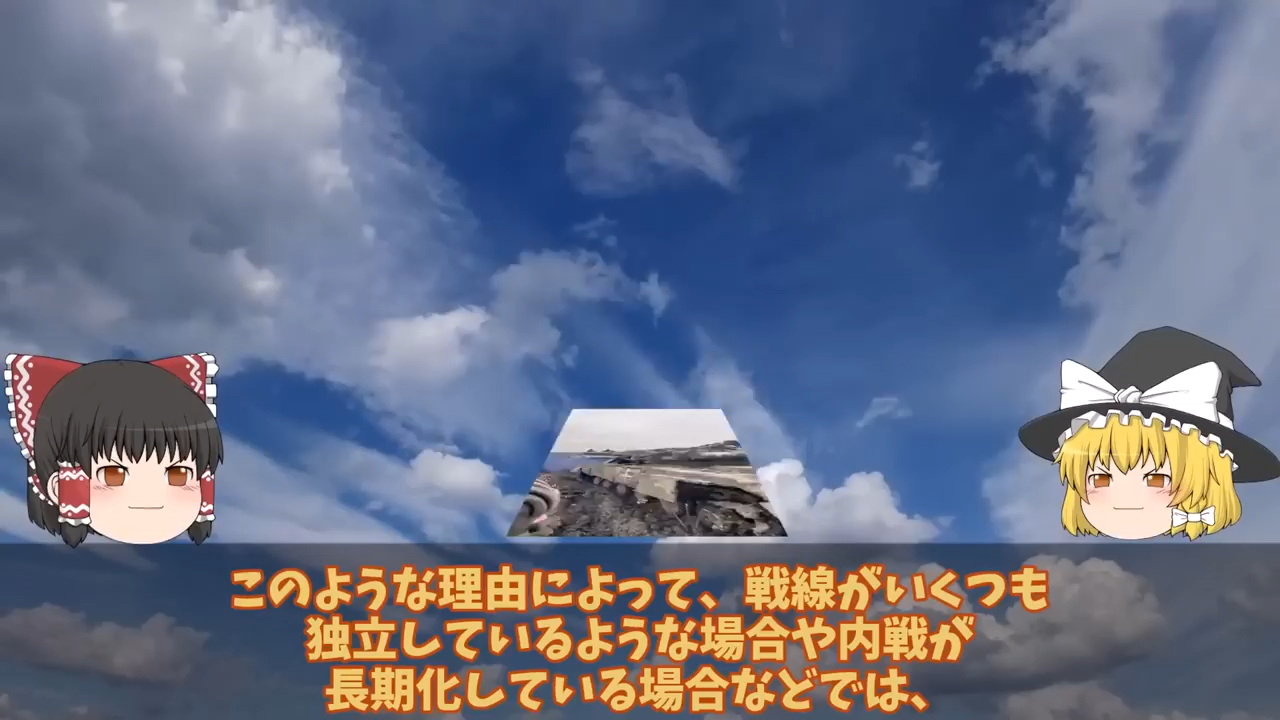 このような理由によって、戦線がいくつも
独立しているような場合や内戦が
長期化している場合などでは、